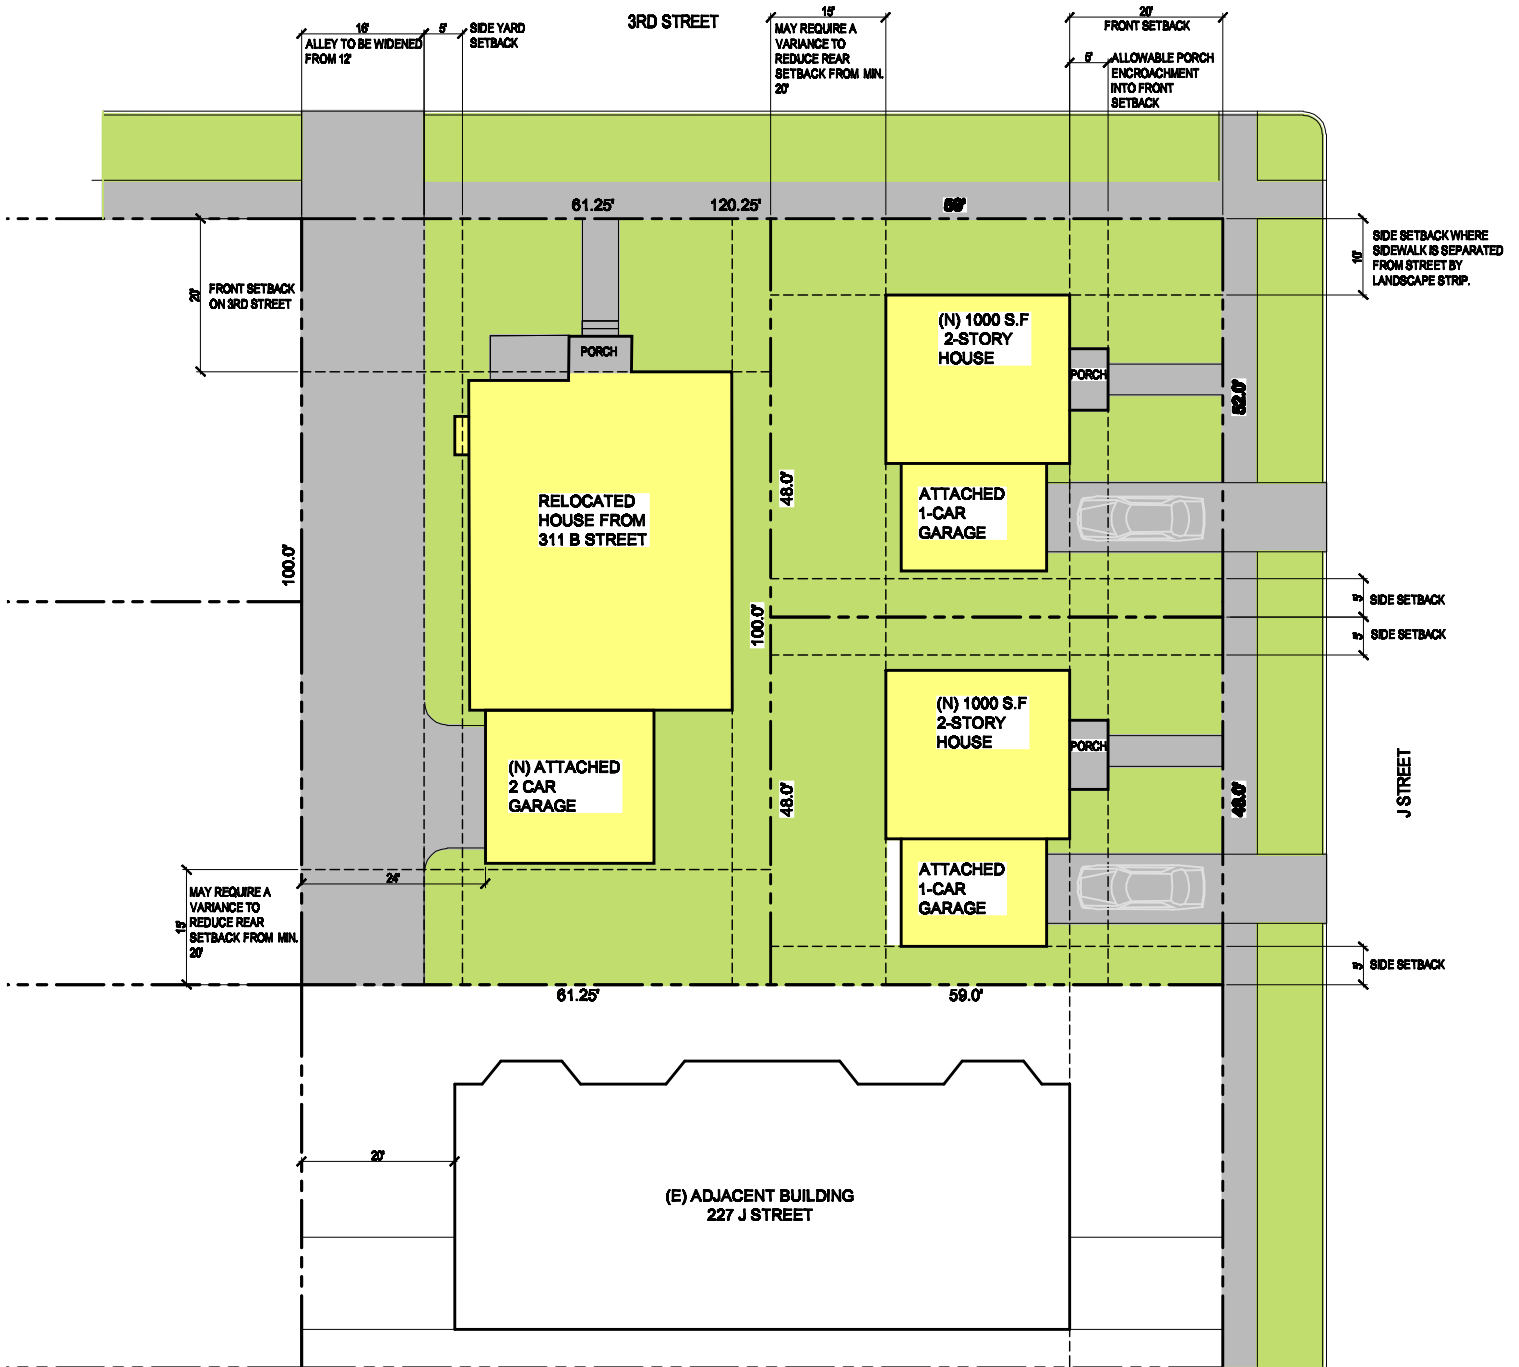 3RD STREET
16'
ALLEY TO BE WIDENED
FROM 12'
5'
SIDE YARD
SETBACK
15'
MAY REQUIRE A
VARIANCE TO
REDUCE REAR
SETBACK FROM MIN.
20'
20'
FRONT SETBACK
ALLOWABLE PORCH
ENCROACHMENT
INTO FRONT
SETBACK
61.25'
120.25'
10'
SIDE SETBACK WHERE
SIDEWALK IS SEPARATED
FROM STREET BY
LANDSCAPE STRIP.
20'
FRONT SETBACK
ON 3RD STREET
PORCH
(N) 1000 S.F
2-STORY
HOUSE
PORCH
52.0'
RELOCATED
HOUSE FROM
311 B STREET
48.0'
ATTACHED
1-CAR
GARAGE
100.0'
100.0'
5'
SIDE SETBACK
5'
SIDE SETBACK
(N) 1000 S.F
2-STORY
HOUSE
PORCH
(N) ATTACHED
2 CAR
GARAGE
48.0'
48.0'
J STREET
ATTACHED
1-CAR
GARAGE
24'
15'
MAY REQUIRE A
VARIANCE TO
REDUCE REAR
SETBACK FROM MIN.
20'
5'
SIDE SETBACK
61.25'
59.0'
20'
(E) ADJACENT BUILDING
227 J STREET